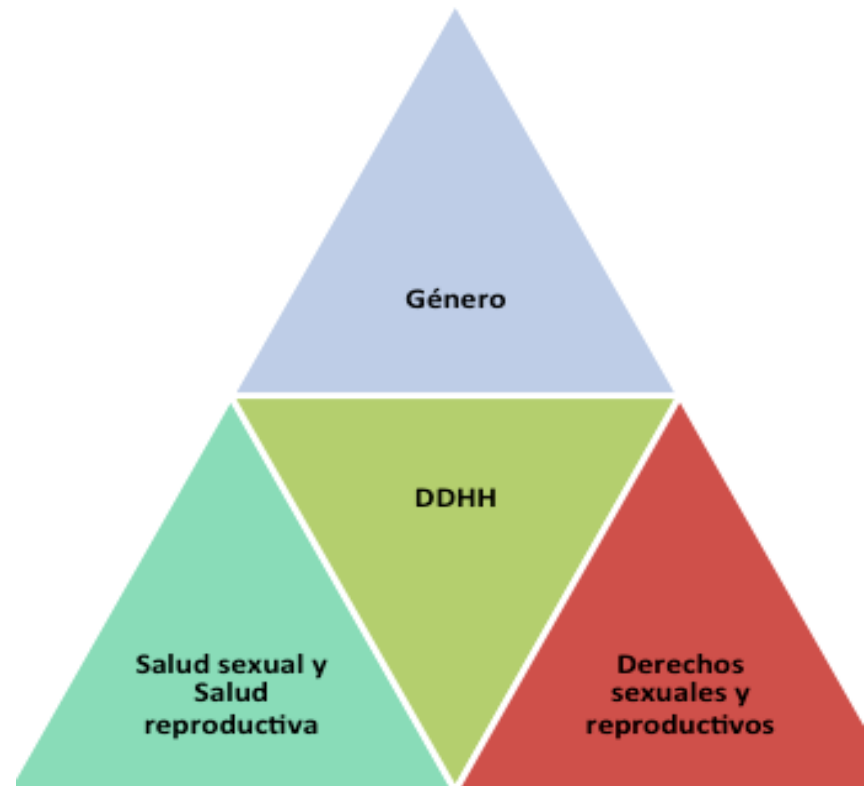 Género
DDHH
Salud sexual y
Salud
reproductiva
Derechos
sexuales y
reproductivos